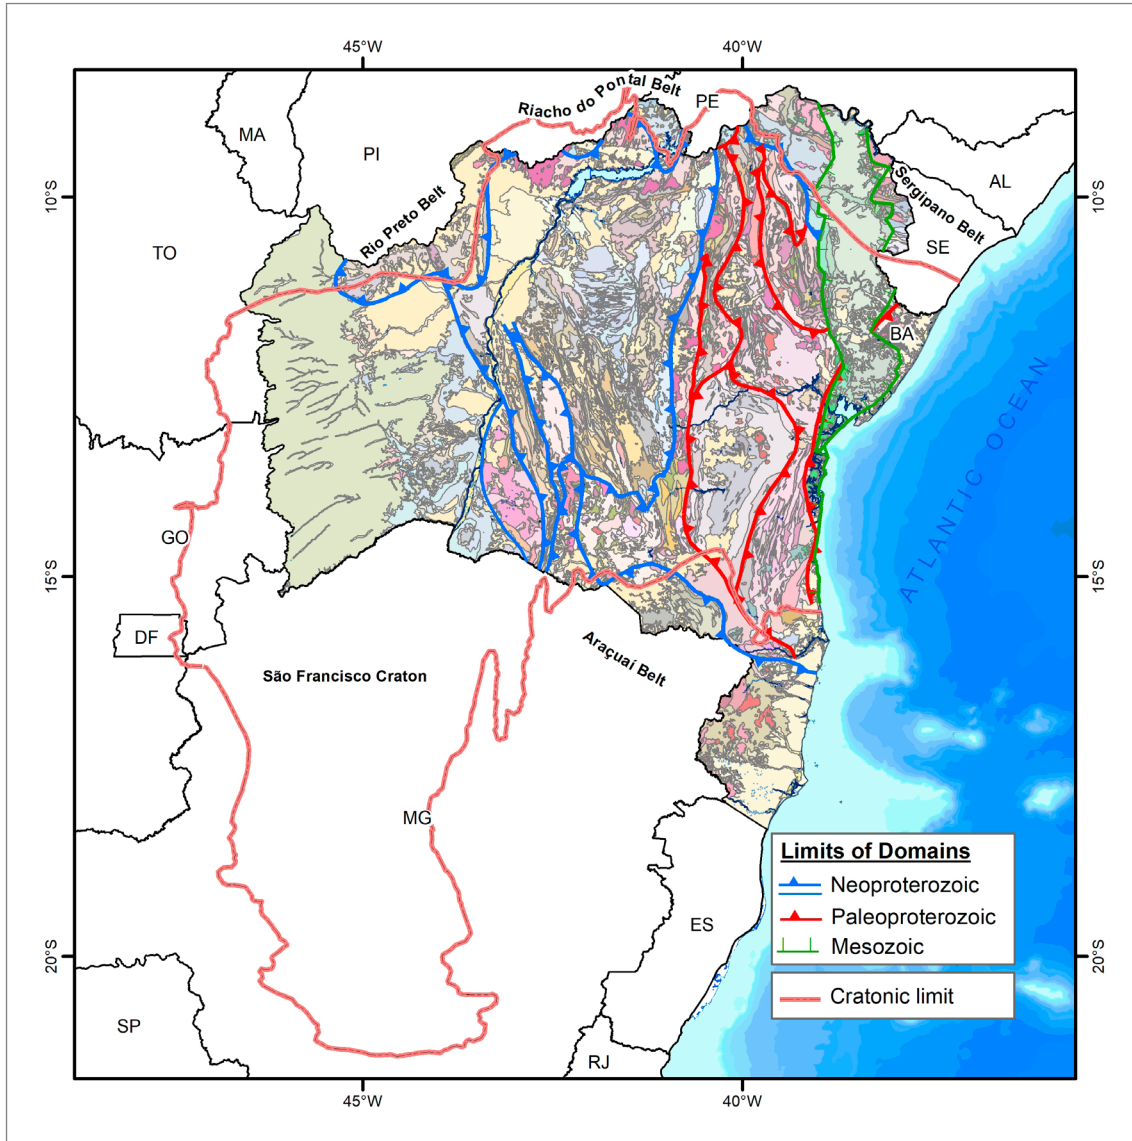 45°W
40°W
Riacho do Pontal Belt
PE
MA
PI
10°S
10°S
AL
Sergipano Belt
Rio Preto Belt
TO
SE
BA
ATLANTIC OCEAN
GO
15°S
15°S
DF
Araçuaí Belt
São Francisco Craton
MG
Limits of Domains
Neoproterozoic
Paleoproterozoic
Mesozoic
Cratonic limit
ES
20°S
20°S
SP
RJ
45°W
40°W